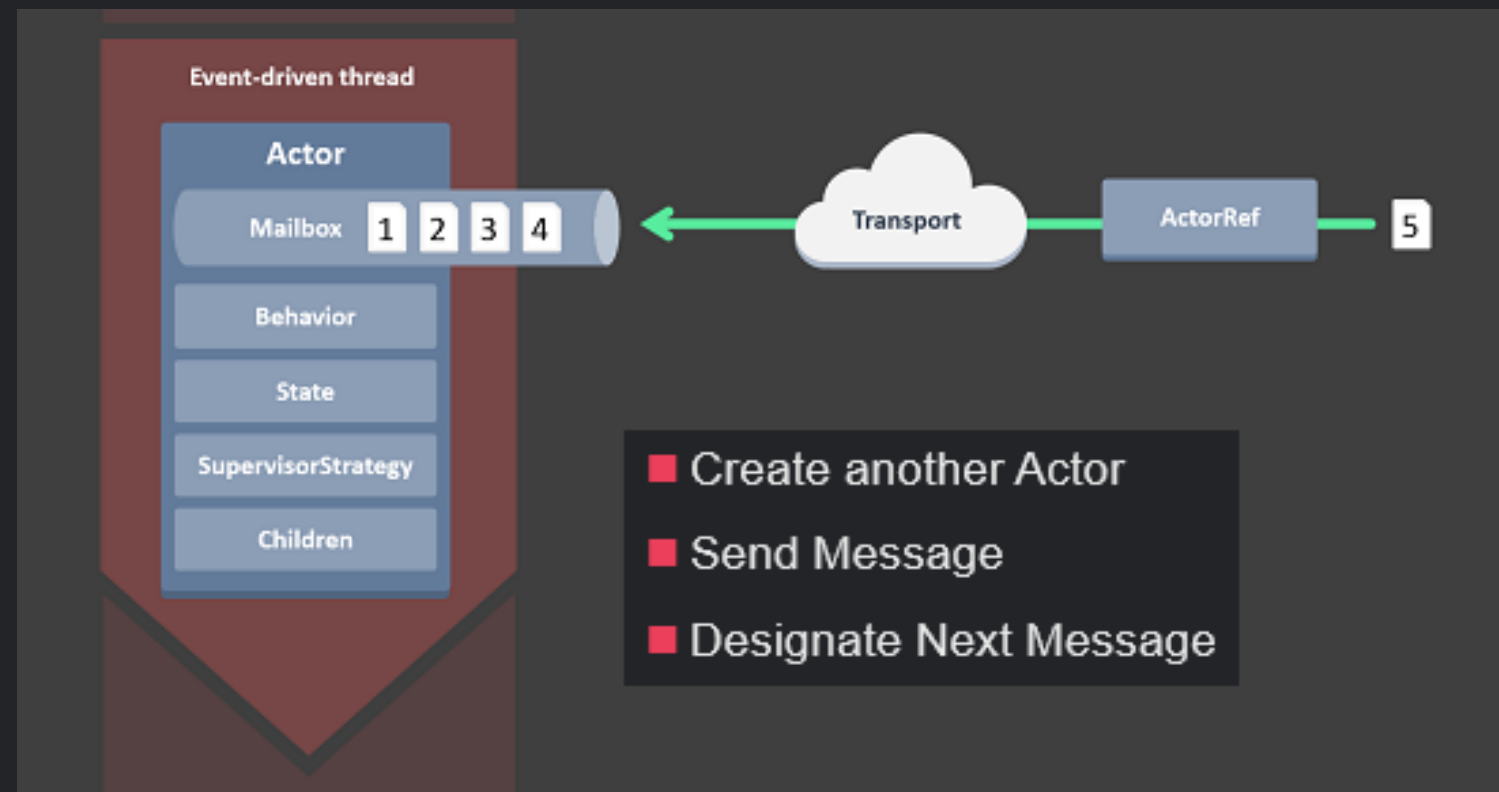 Event-driven thread
Actor
Mailbox 1 2 3 4
Transport
ActorRef
5
Behavior
State
SupervisorStrategy
Children
Create another Actor
Send Message
Designate Next Message